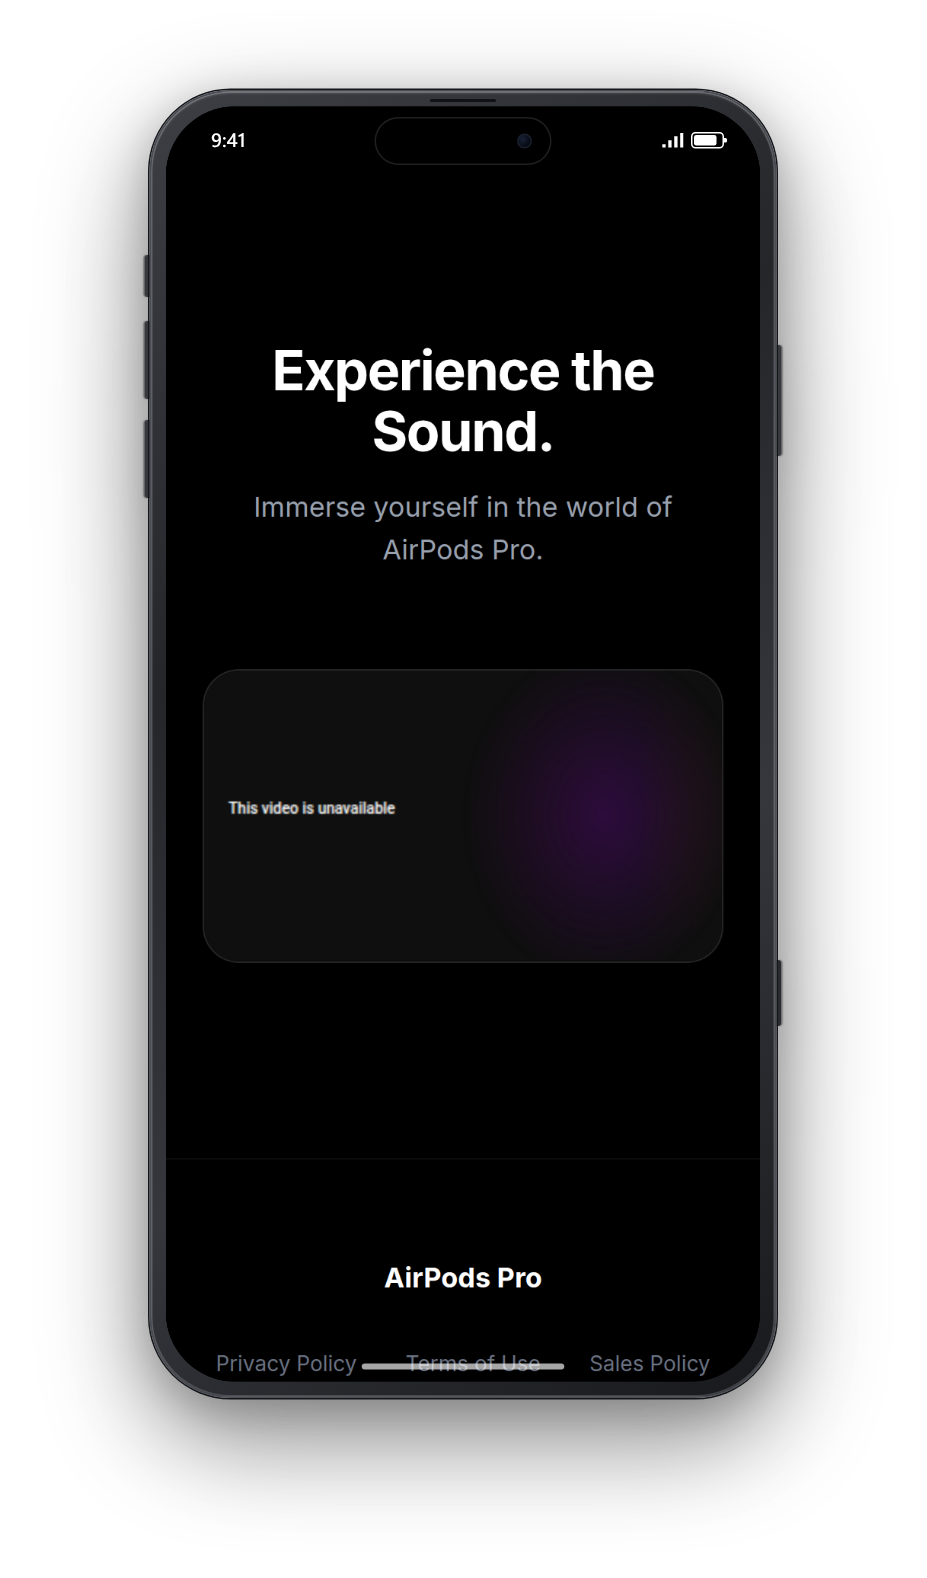 9:41
Experience the
Sound.
Immerse yourself in the world of
AirPods Pro.
This video is unavailable
AirPods Pro
Privacy Policy Terms of Use Sales Policy